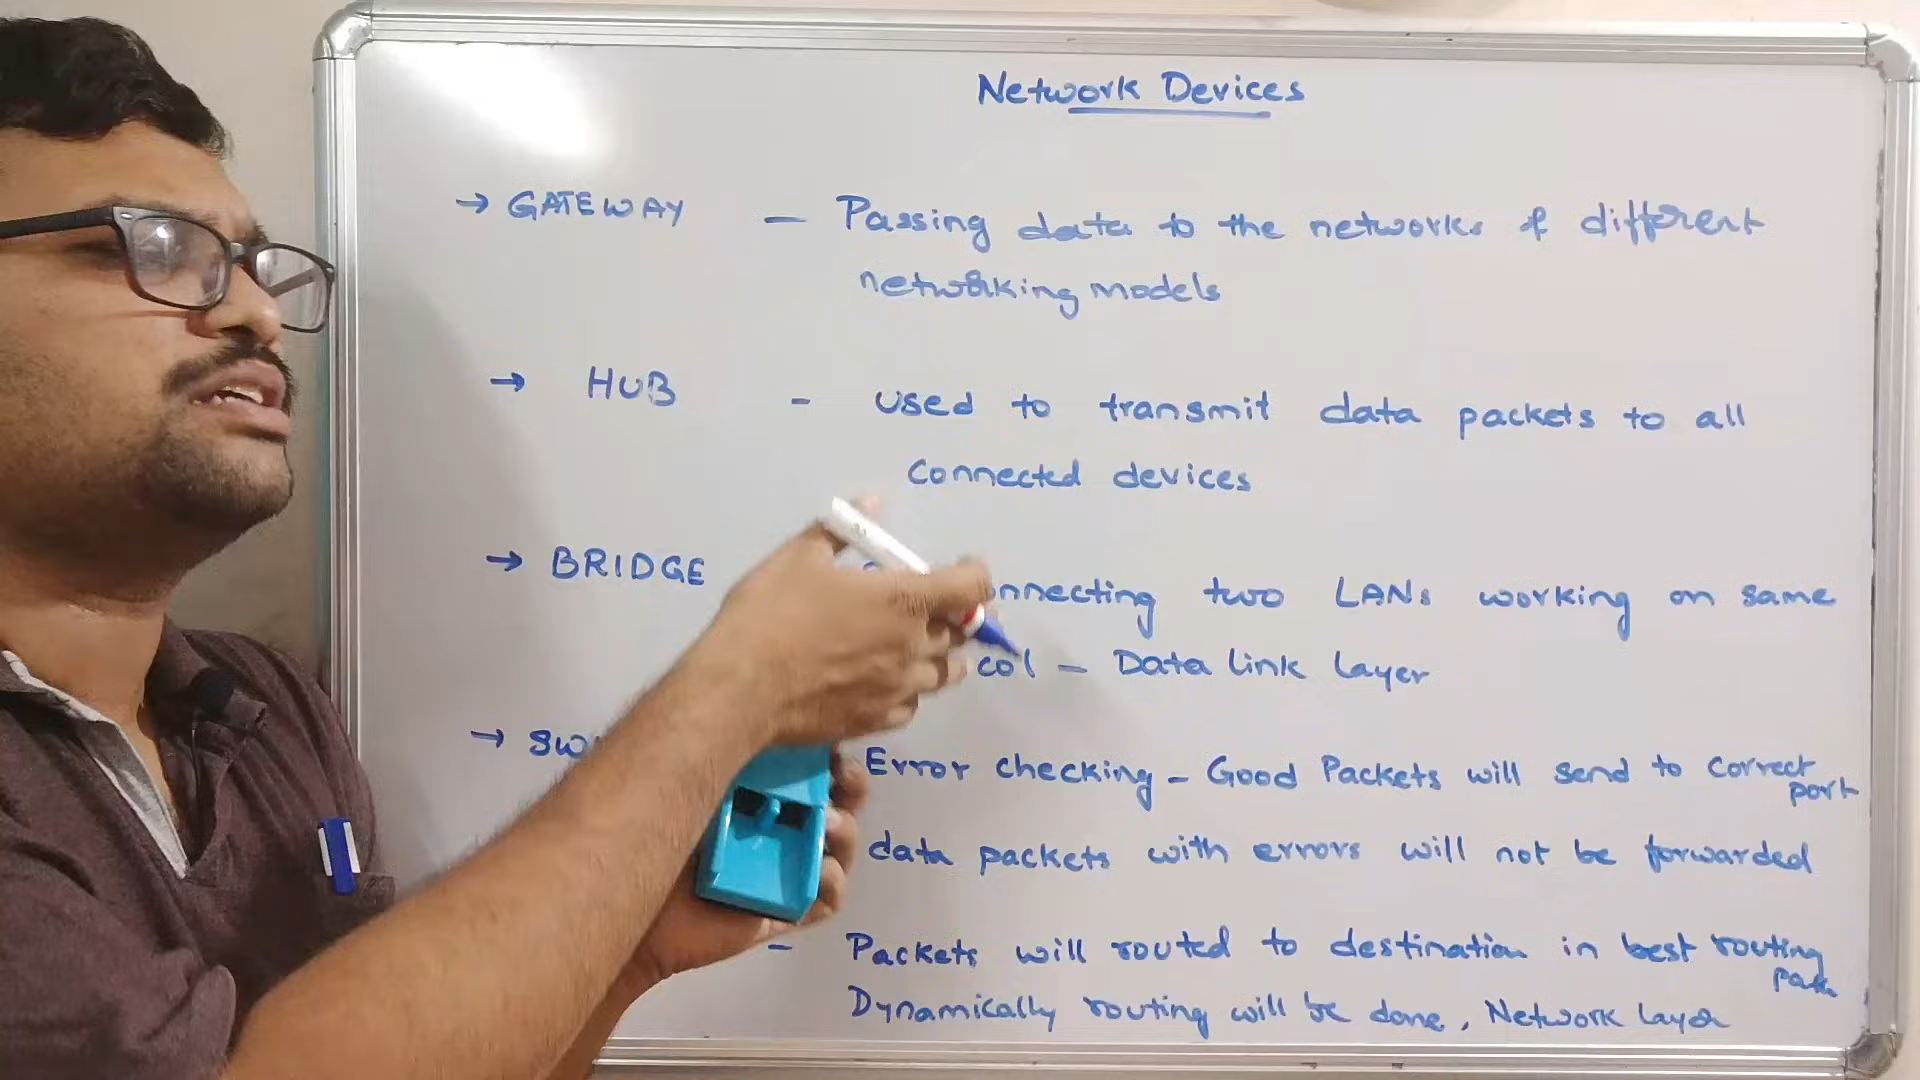 Network Devices
→ GATEWAY – Passing data to the networks of different
networking models
→ HUB - used to transmit data packets to all
connected devices
→ BRIDGE onnecting two LANs working on same
col – Data link layer
→ SW Error checking – Good Packets will send to correct
port
data packets with errors will not be forwarded
- Packets will routed to destination in best routing
path
Dynamically routing will be done, Network layer